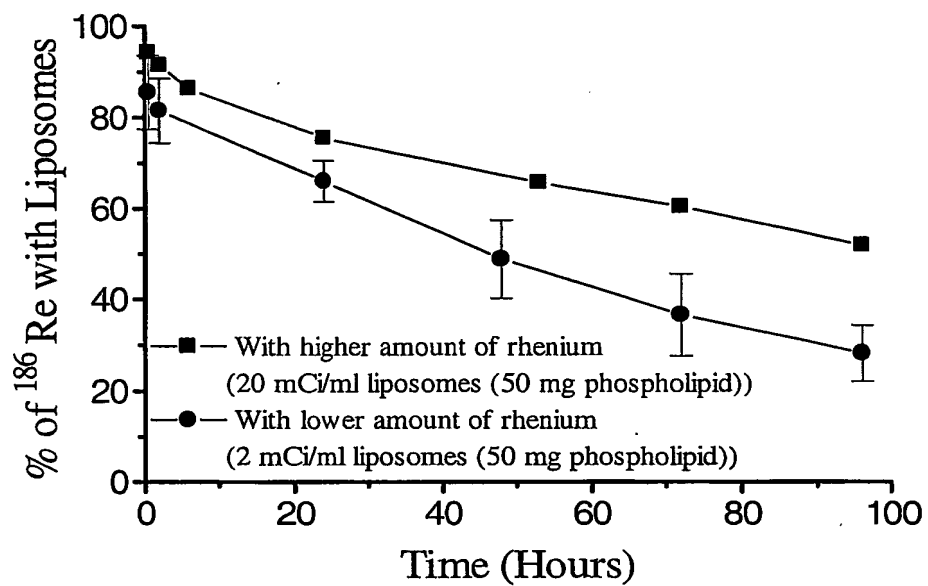 100
80
60
40
20
0
% of 186 Re with Liposomes
With higher amount of rhenium
(20 mCi/ml liposomes (50 mg phospholipid))
With lower amount of rhenium
(2 mCi/ml liposomes (50 mg phospholipid))
0 20 40 60 80 100
Time (Hours)